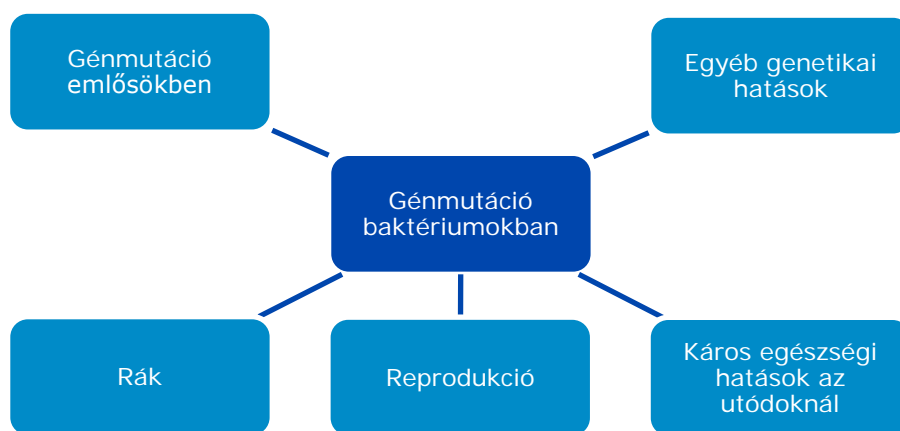 Génmutáció
emlősökben
Egyéb genetikai
hatások
Génmutáció
baktériumokban
Rák
Reprodukció
Káros egészségi
hatások az
utódoknál